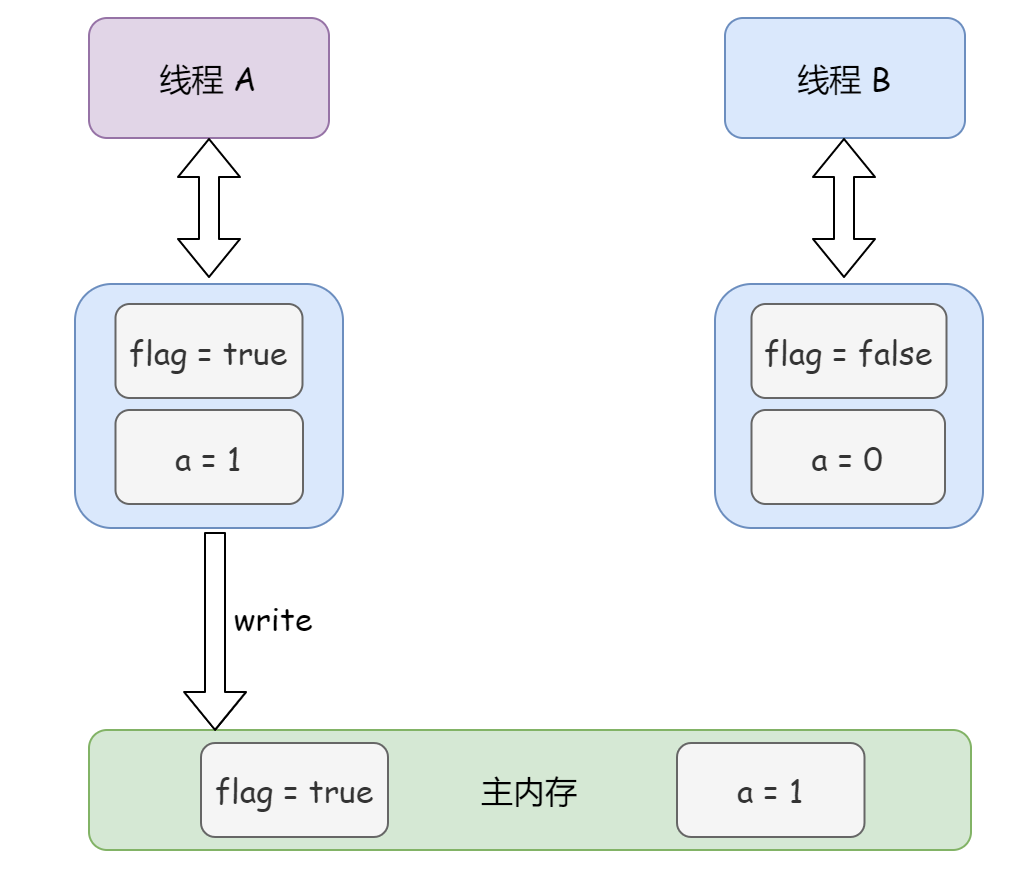 线程 A
线程 B
flag = true
a = 1
flag = false
a = 0
write
flag = true
主内存
a = 1